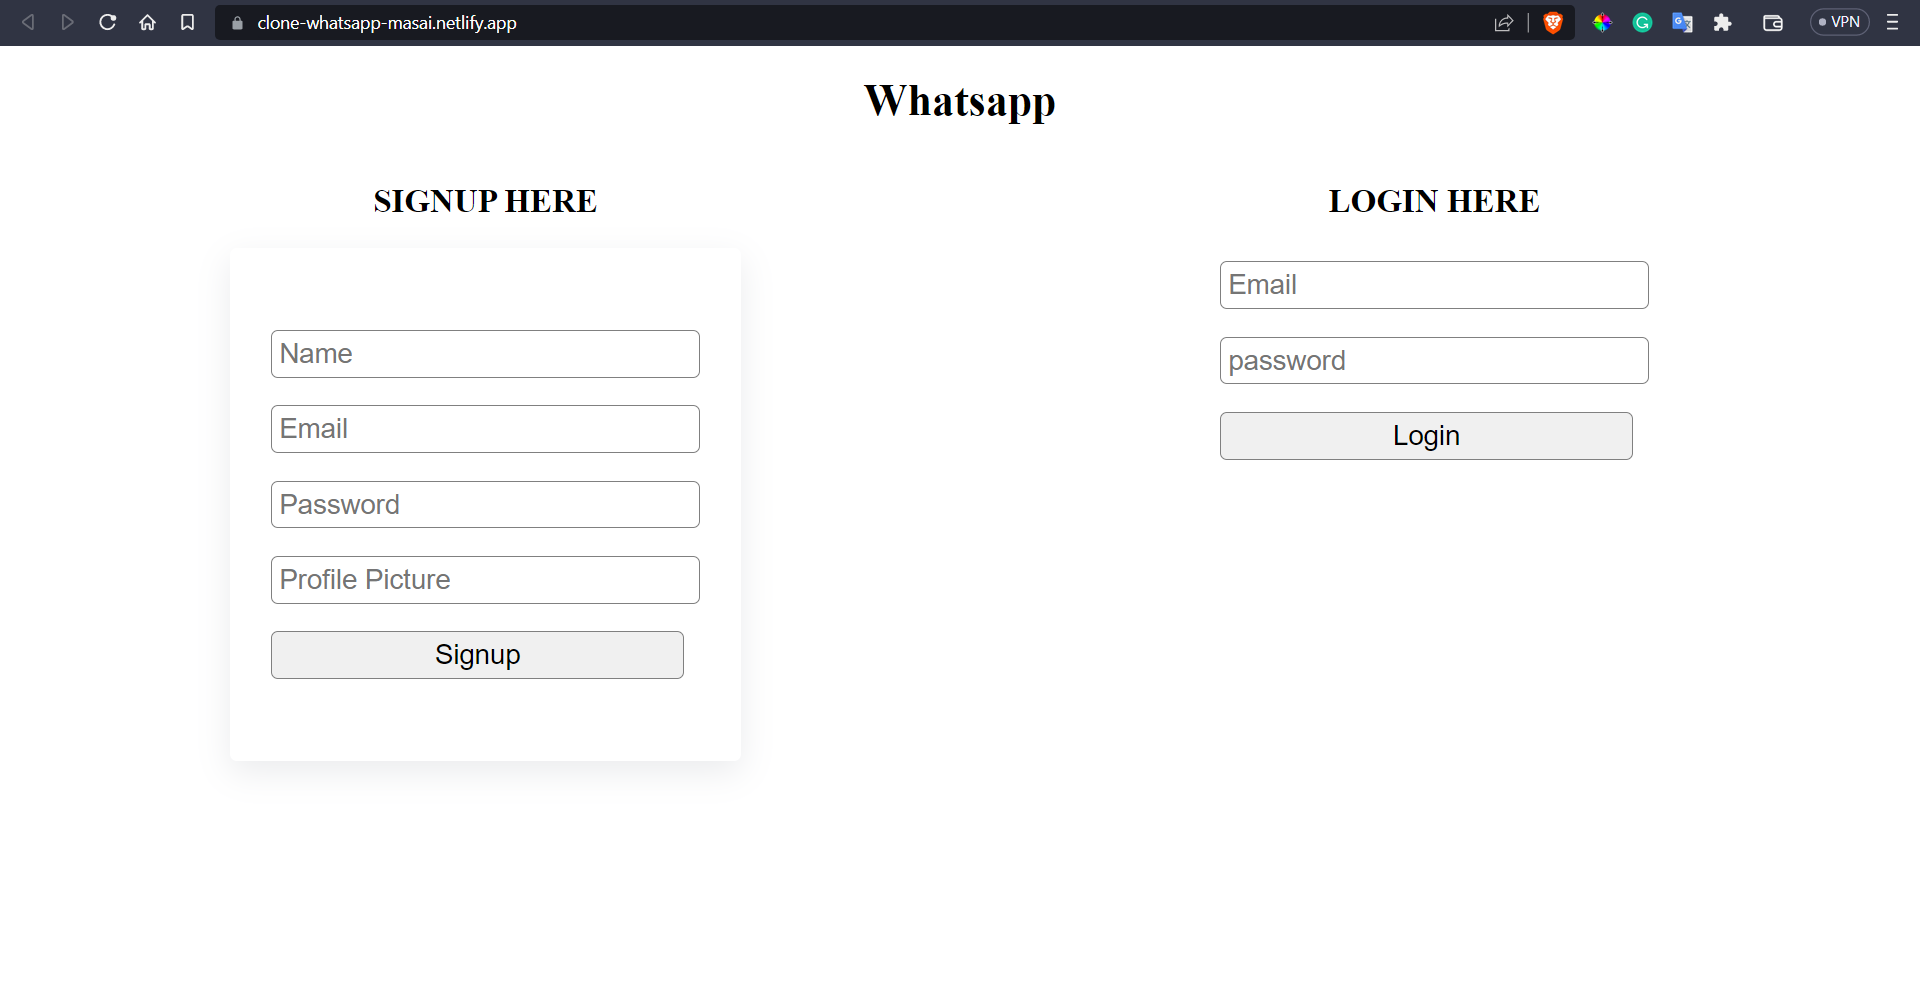 clone-whatsapp-masai.netlify.app
VPN
Whatsapp
SIGNUP HERE
Name
Email
Password
Profile Picture
Signup
LOGIN HERE
Email
password
Login